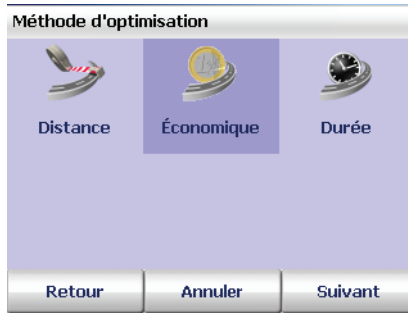 Méthode d'optimisation
Distance Économique Durée
Retour Annuler Suivant